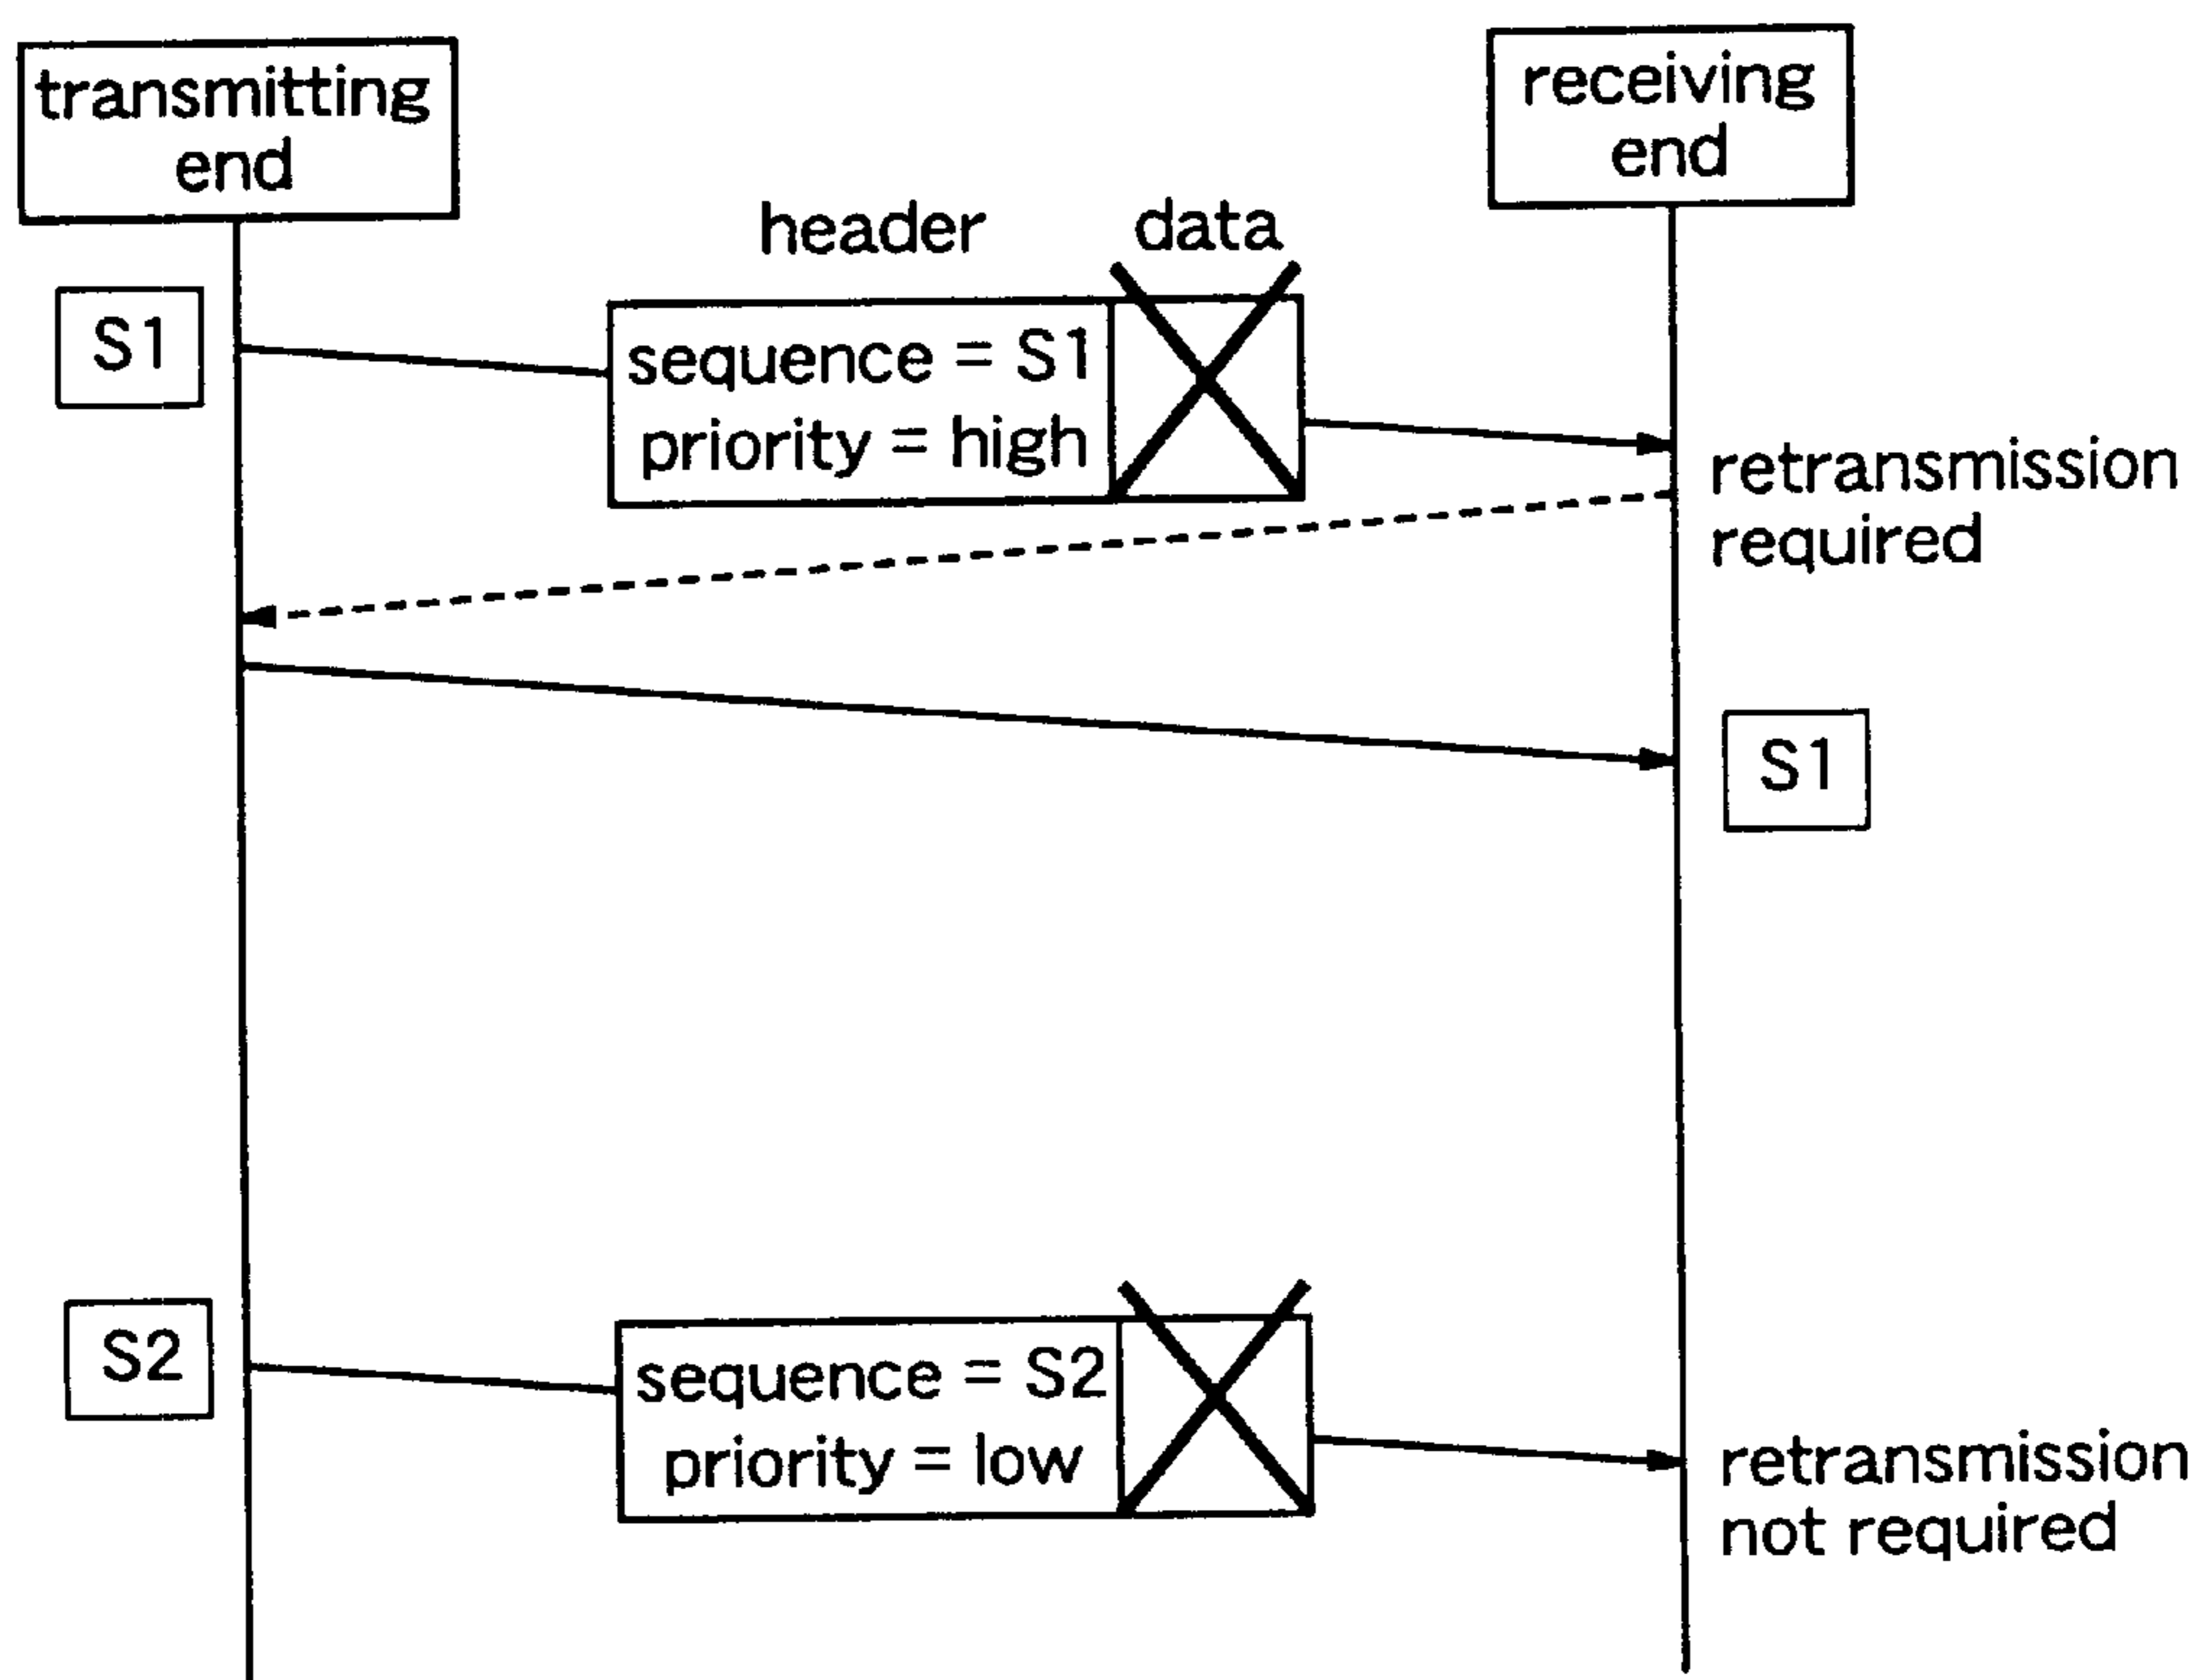 transmitting
end
receiving
end
header
data
S1
sequence = S1
priority = high
retransmission
required
S1
S2
sequence = S2
priority = low
retransmission
not required